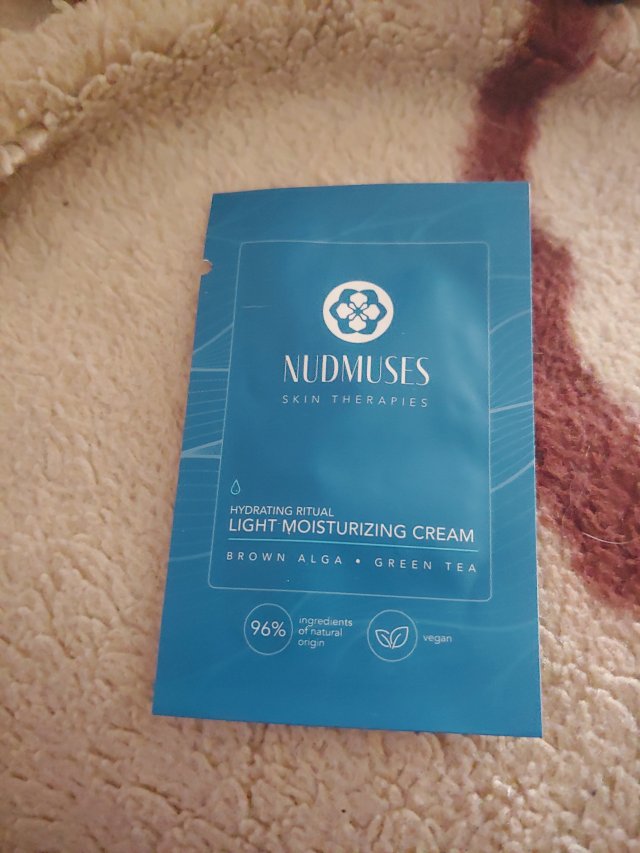 NUDMUSES
SKIN THERAPIES
HYDRATING RITUAL
LIGHT MOISTURIZING CREAM
BROWN ALGA • GREEN TEA
96%
ingredients
of natural
origin
vegan